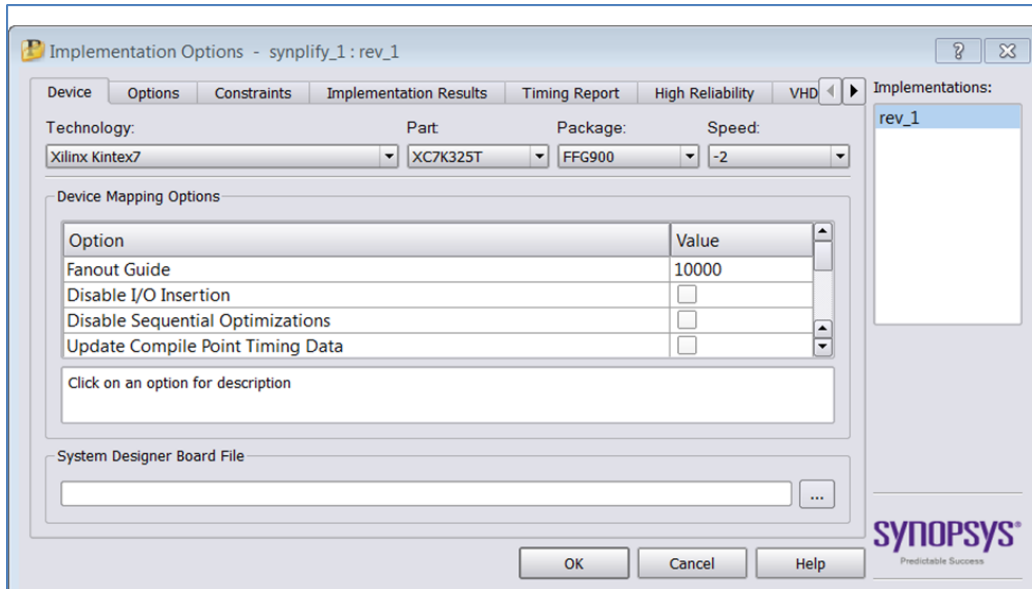 Implementation Options - synplify_1 : rev_1
Device Options Constraints Implementation Results Timing Report High Reliability VHD
Implementations:
rev_1
Technology: Part: Package: Speed:
Xilinx Kintex7 XC7K325T FFG900 -2
Device Mapping Options
Option Value
Fanout Guide 10000
Disable I/O Insertion
Disable Sequential Optimizations
Update Compile Point Timing Data
Click on an option for description
System Designer Board File
...
SYNOPSYS®
Predictable Success
OK Cancel Help